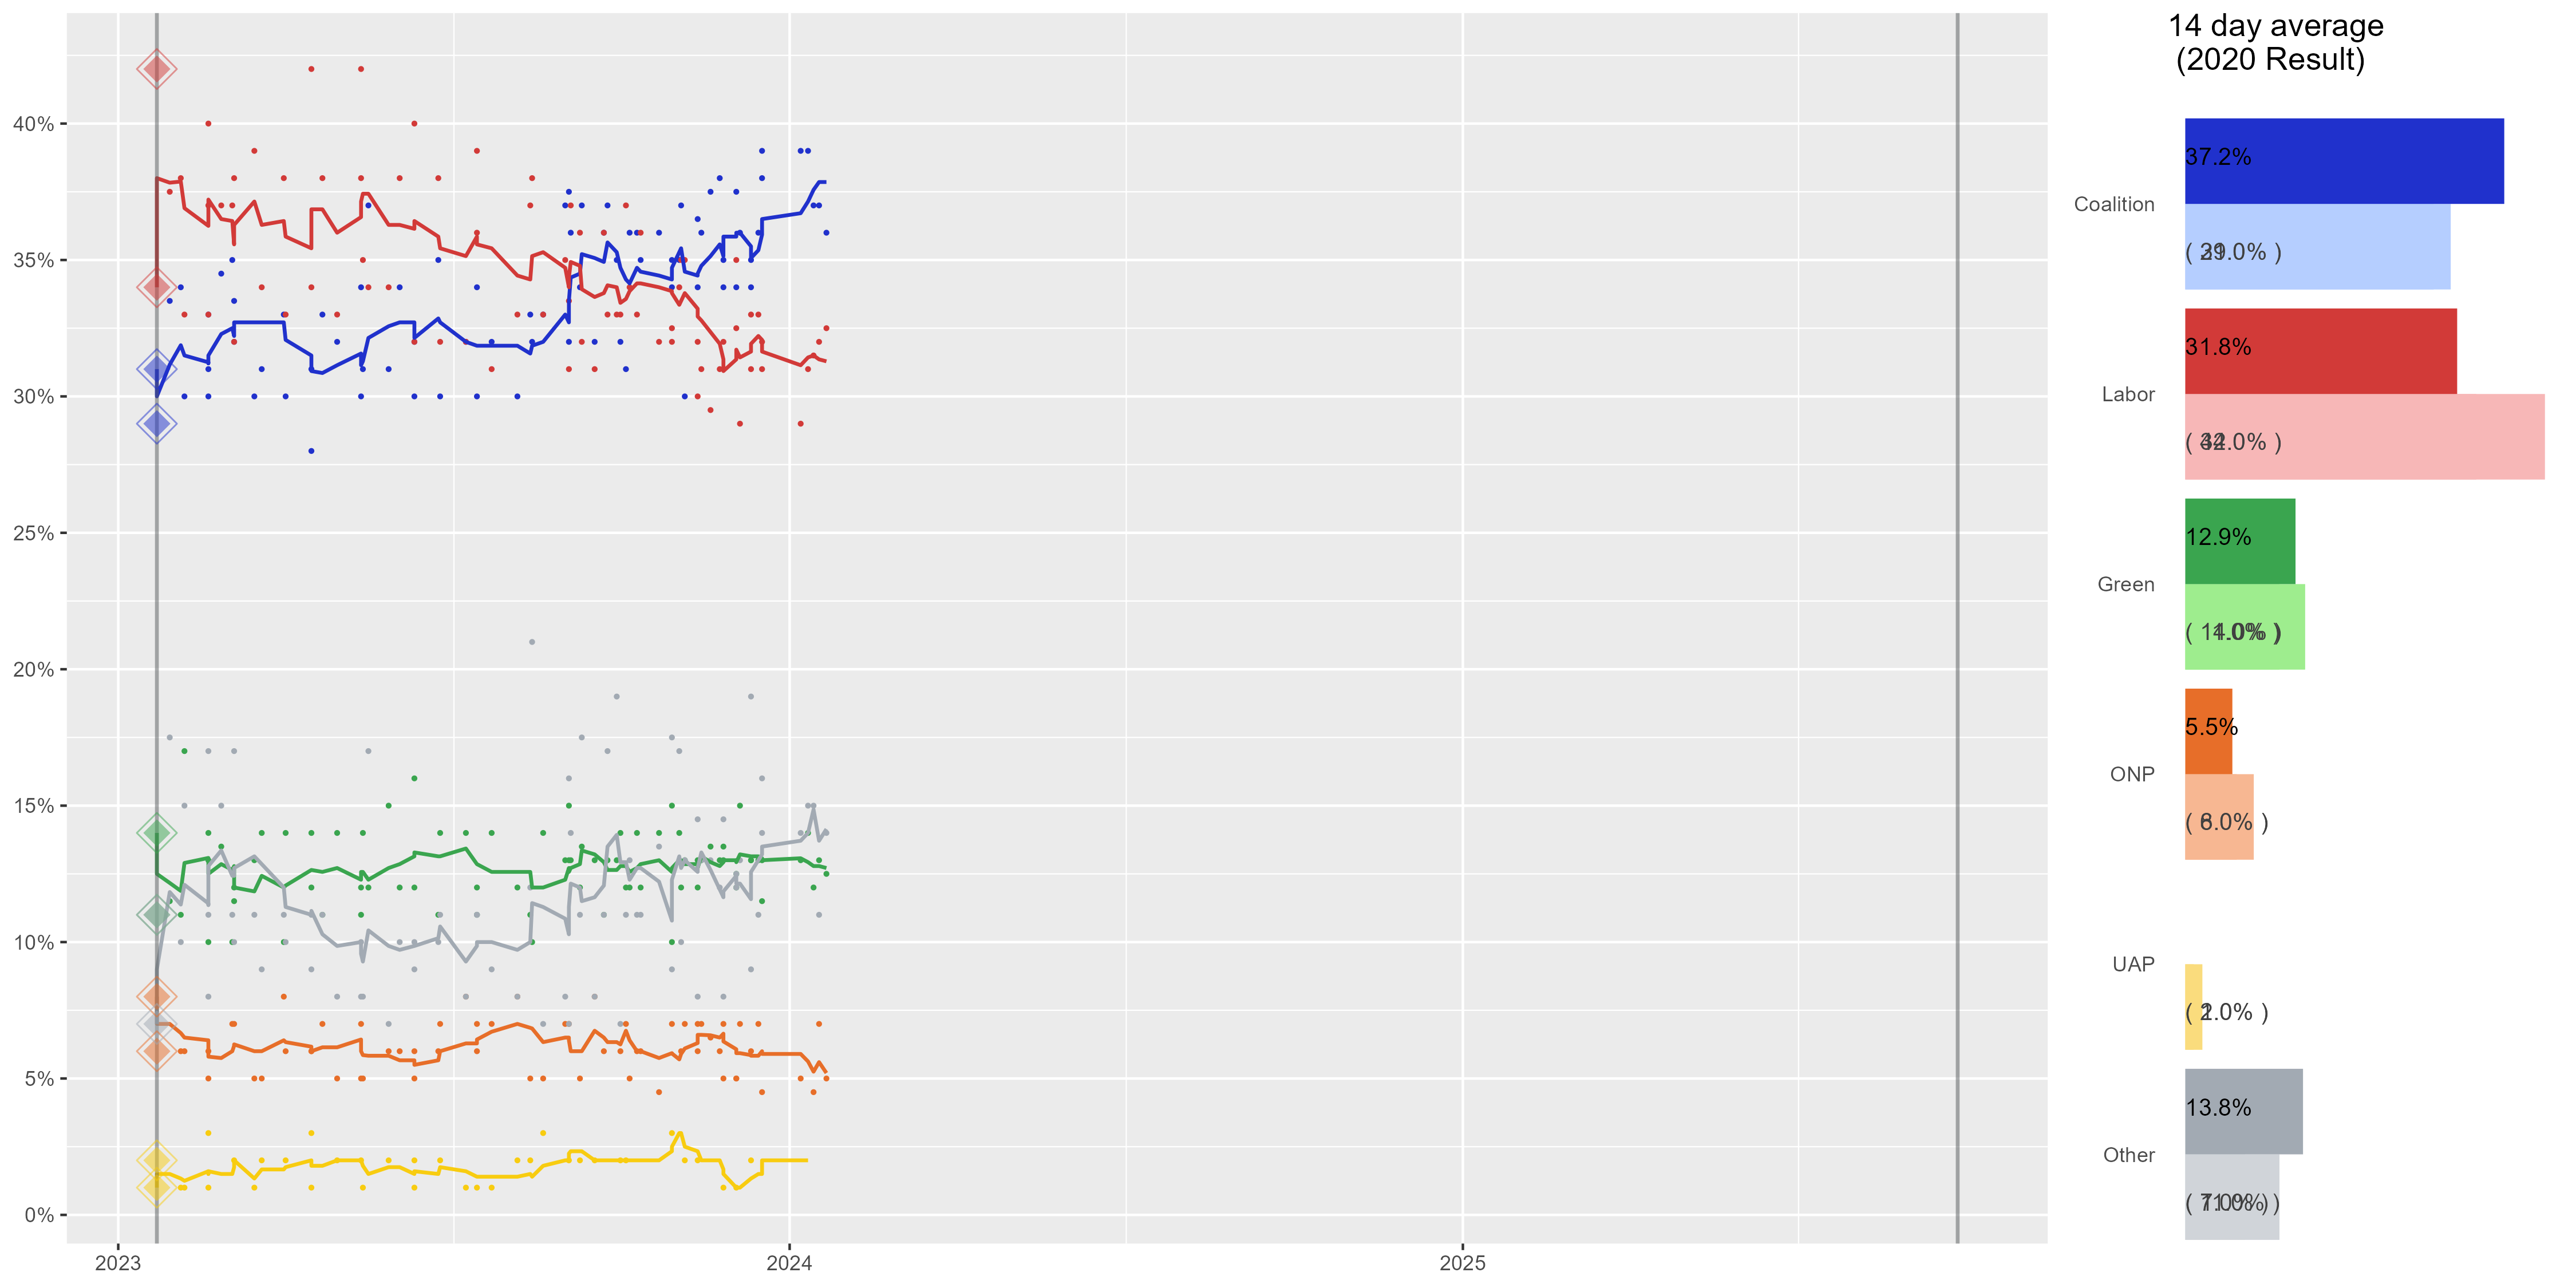 14 day average
(2020 Result)
40%
35%
30%
25%
20%
15%
10%
5%
0%
2023
2024
2025
Coalition
37.2%
Labor
31.8%
Green
12.9%
ONP
5.5%
UAP
Other
13.8%